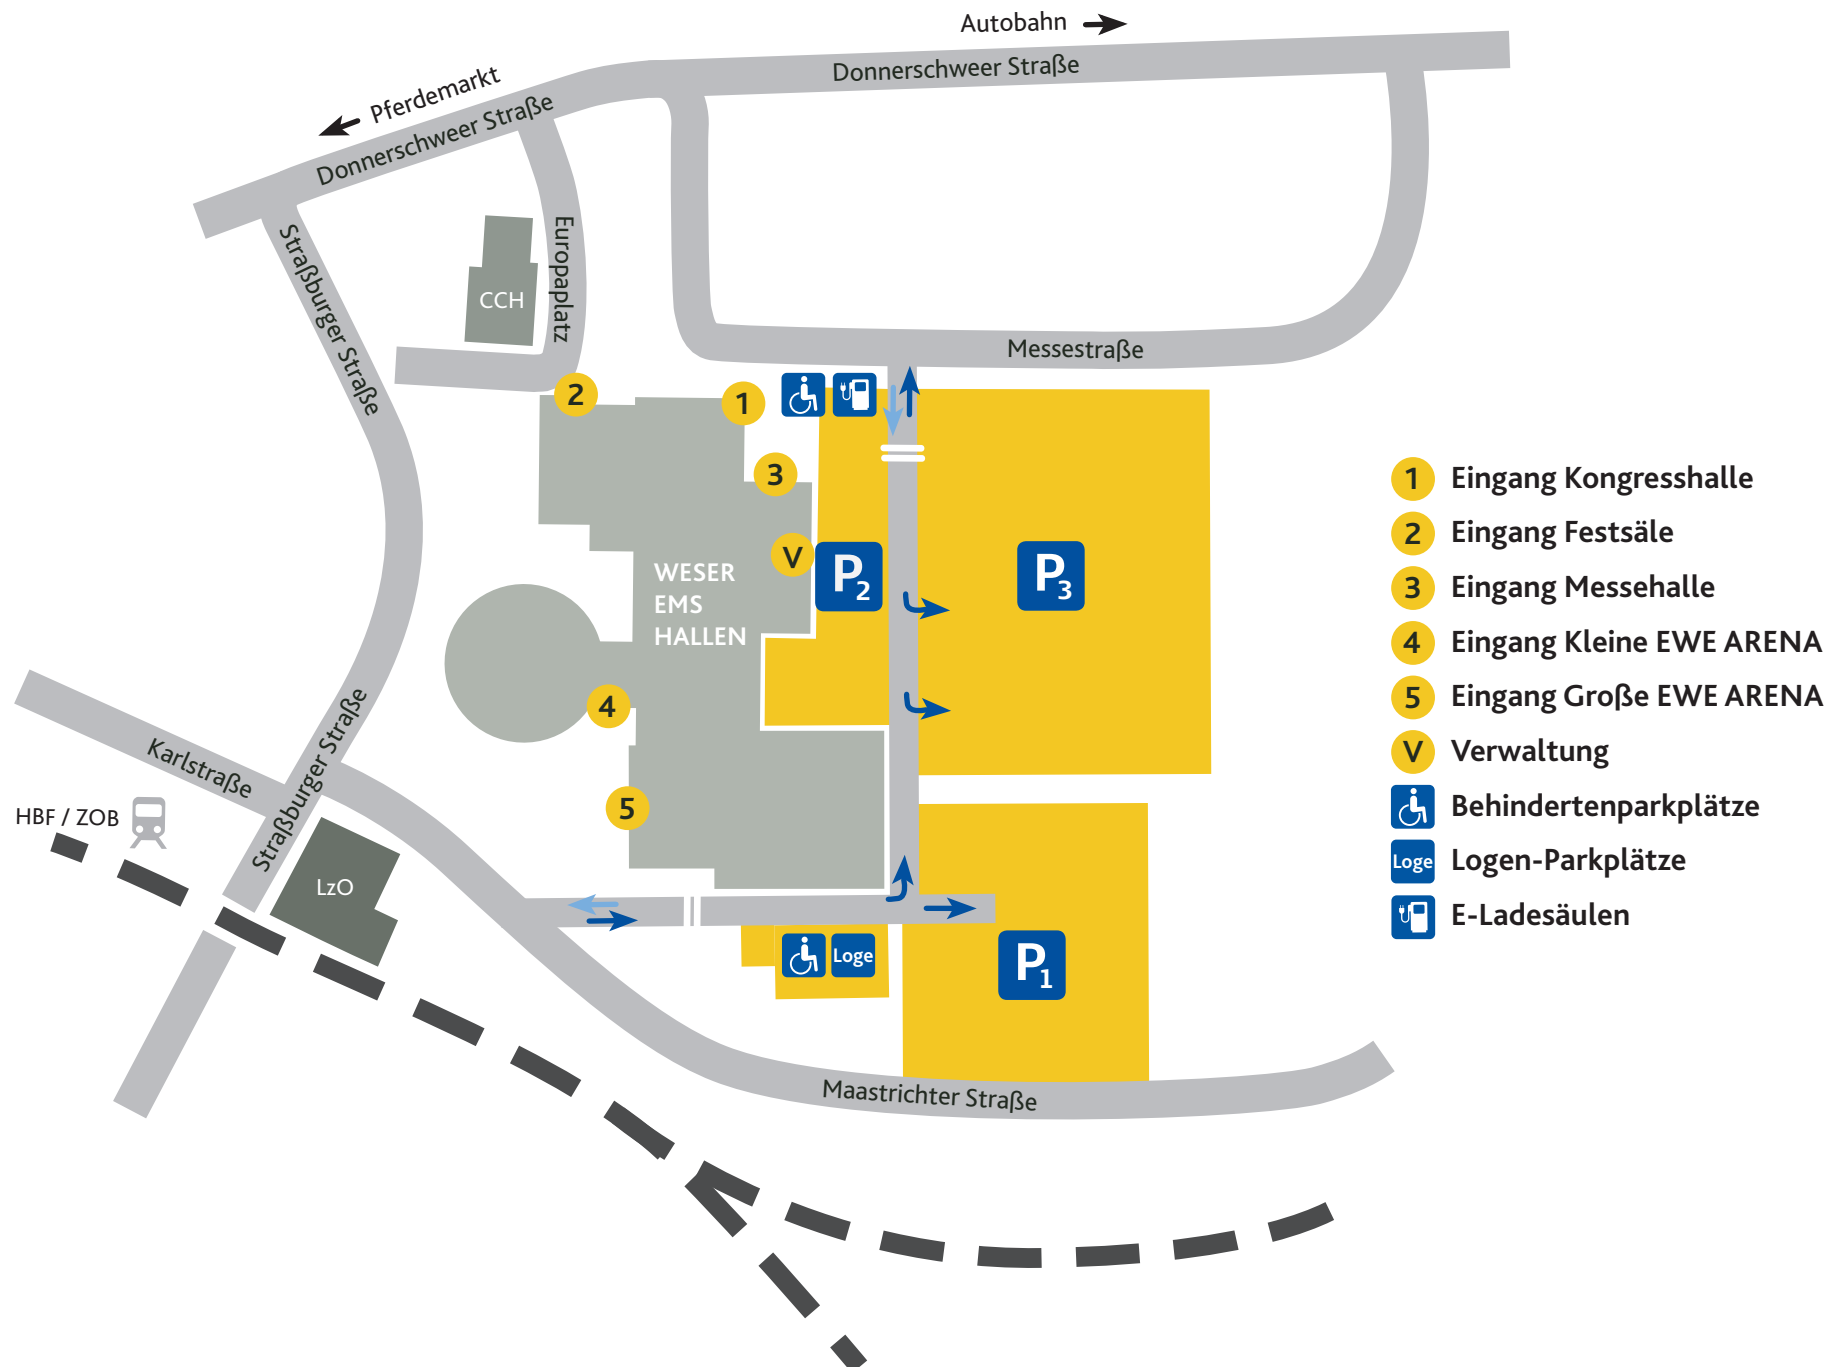 Autobahn
Donnerschweer Straße
Pferdemarkt
Donnerschweer Straße
Straßburger Straße
Europaplatz
CCH
Messestraße
2
1
3
V
WESER
EMS
HALLEN
P2
P3
4
5
Straßburger Straße
Karlstraße
HBF / ZOB
LzO
Loge
P1
Maastrichter Straße
1 Eingang Kongresshalle
2 Eingang Festsäle
3 Eingang Messehalle
4 Eingang Kleine EWE ARENA
5 Eingang Große EWE ARENA
V Verwaltung
Behindertenparkplätze
Loge Logen-Parkplätze
E-Ladesäulen